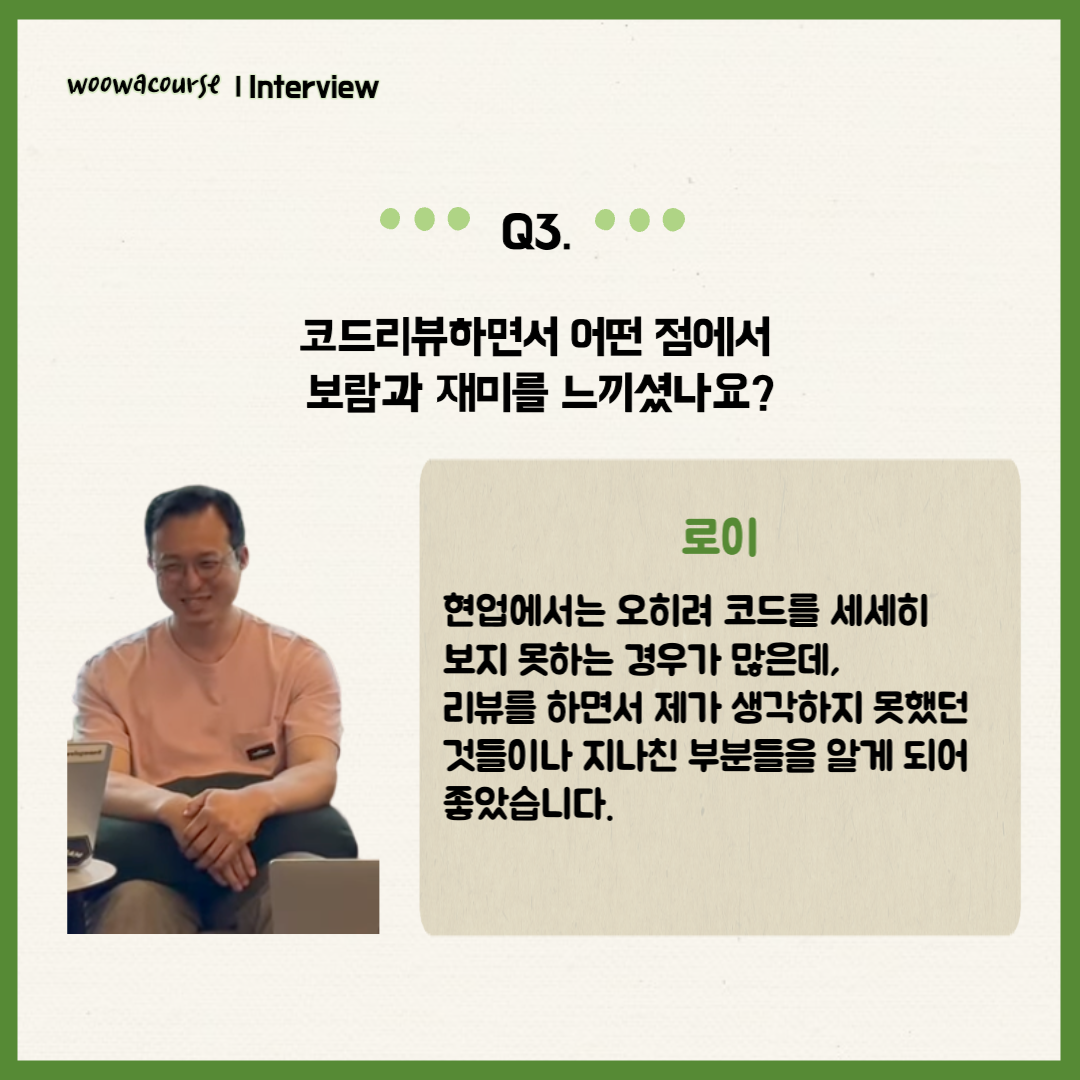 woowacourse | Interview
Q3.
코드리뷰하면서 어떤 점에서
보람과 재미를 느끼셨나요?
로이
현업에서는 오히려 코드를 세세히
보지 못하는 경우가 많은데,
리뷰를 하면서 제가 생각하지 못했던
것들이나 지나친 부분들을 알게 되어
좋았습니다.